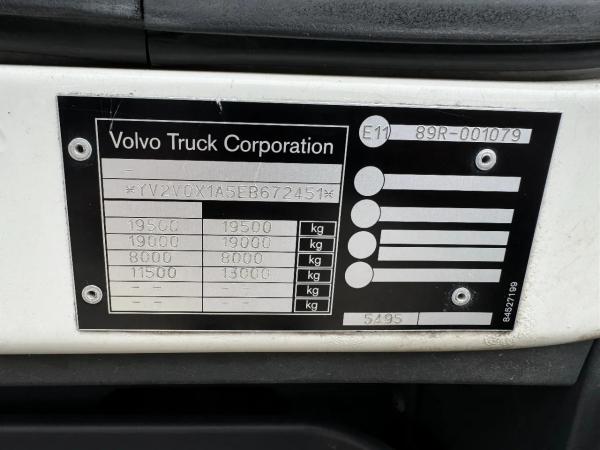 Volvo Truck Corporation
E11 89R-001079
-
*YV2V0X1A5EB672451*
19500 19500 kg
19000 19000 kg
8000 8000 kg
11500 13000 kg
- - - - kg
- - - - kg
5495
84527199